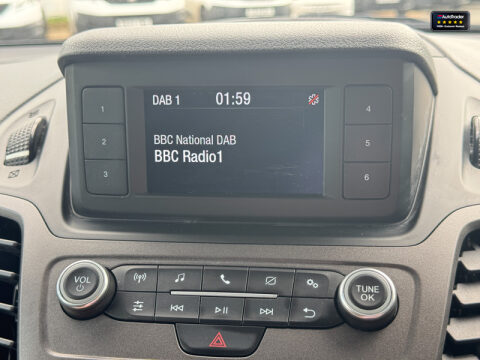 AutoTrader
DAB 1 01:59
BBC National DAB
BBC Radio1
1
2
3
4
5
6
VOL
TUNE
OK